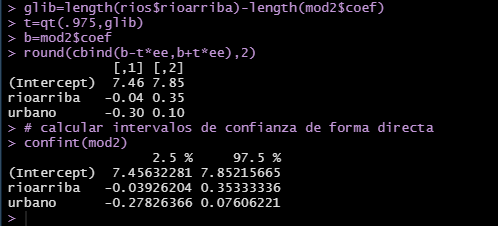 > glib=length(rios$rioarriba)-length(mod2$coef)
> t=qt(.975,glib)
> b=mod2$coef
> round(cbind(b-t*ee,b+t*ee),2)
[,1] [,2]
(Intercept) 7.46 7.85
rioarriba -0.04 0.35
urbano -0.30 0.10
> # calcular intervalos de confianza de forma directa
> confint(mod2)
2.5 % 97.5 %
(Intercept) 7.45632281 7.85215665
rioarriba -0.03926204 0.35333336
urbano -0.27826366 0.07606221
>